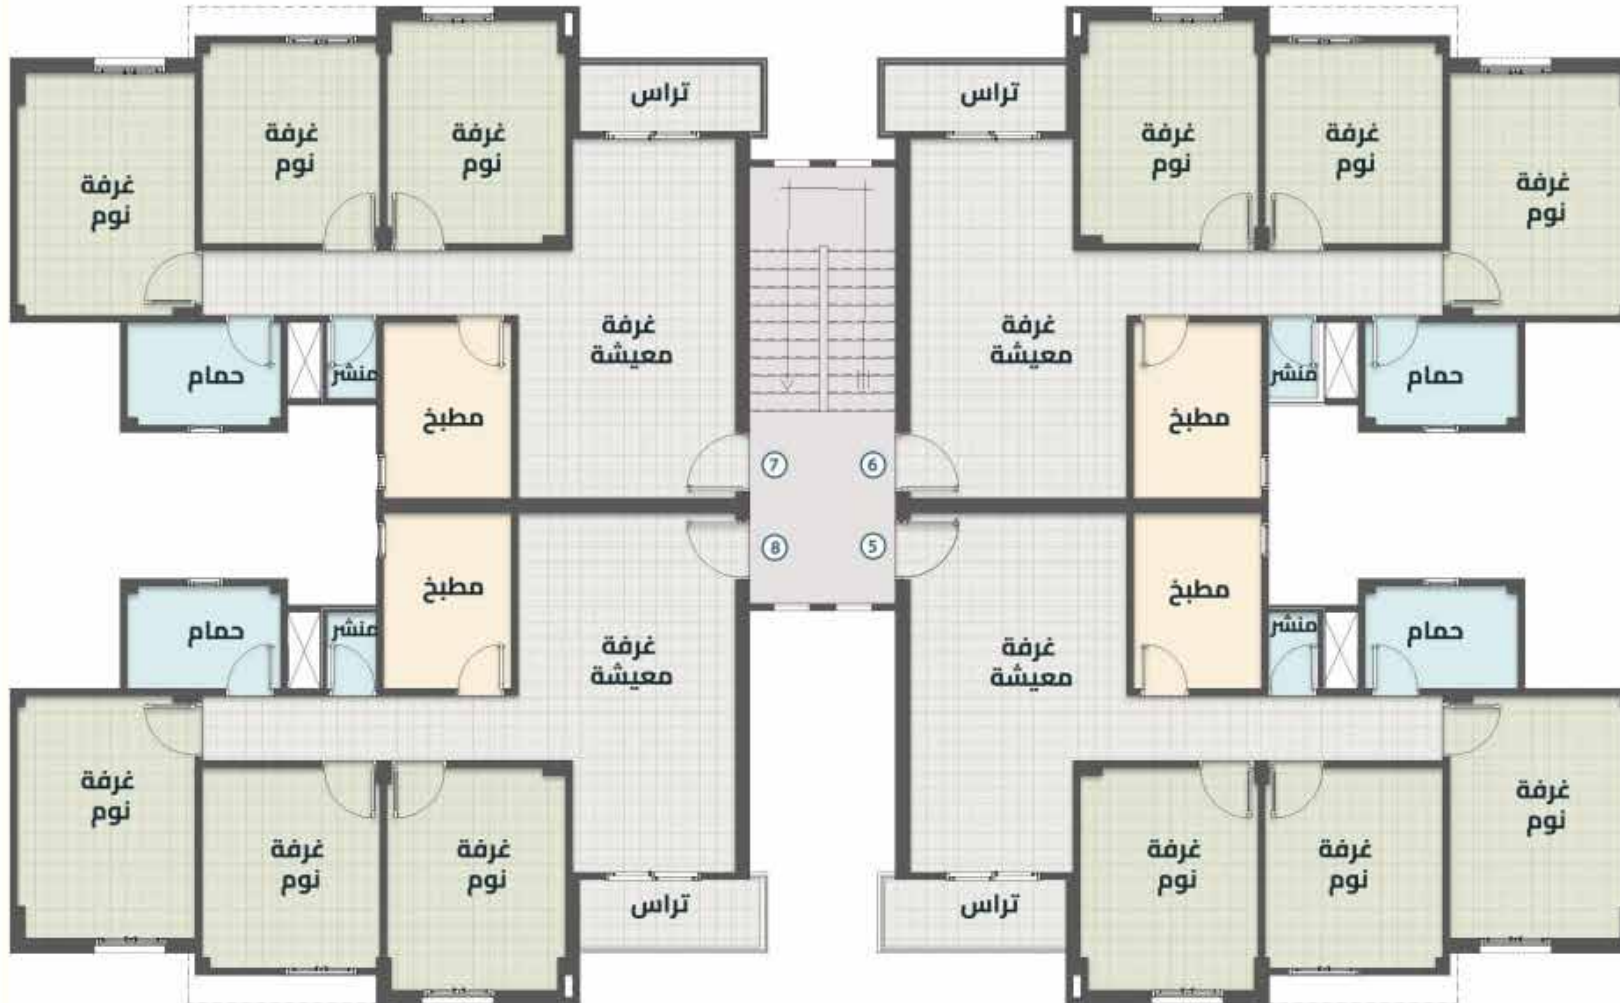 تراس
تراس
غرفة
نوم
غرفة
نوم
غرفة
نوم
غرفة
نوم
غرفة
نوم
غرفة
نوم
غرفة
معيشة
غرفة
معيشة
حمام
منشر
منشر
حمام
مطبخ
مطبخ
7
6
8
5
مطبخ
مطبخ
حمام
منشر
منشر
حمام
غرفة
معيشة
غرفة
معيشة
غرفة
نوم
غرفة
نوم
غرفة
نوم
غرفة
نوم
غرفة
نوم
غرفة
نوم
تراس
تراس